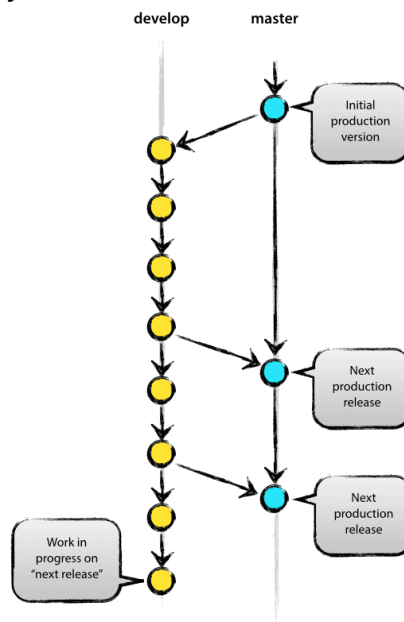 develop
master
Initial
production
version
Next
production
release
Next
production
release
Work in
progress on
“next release”